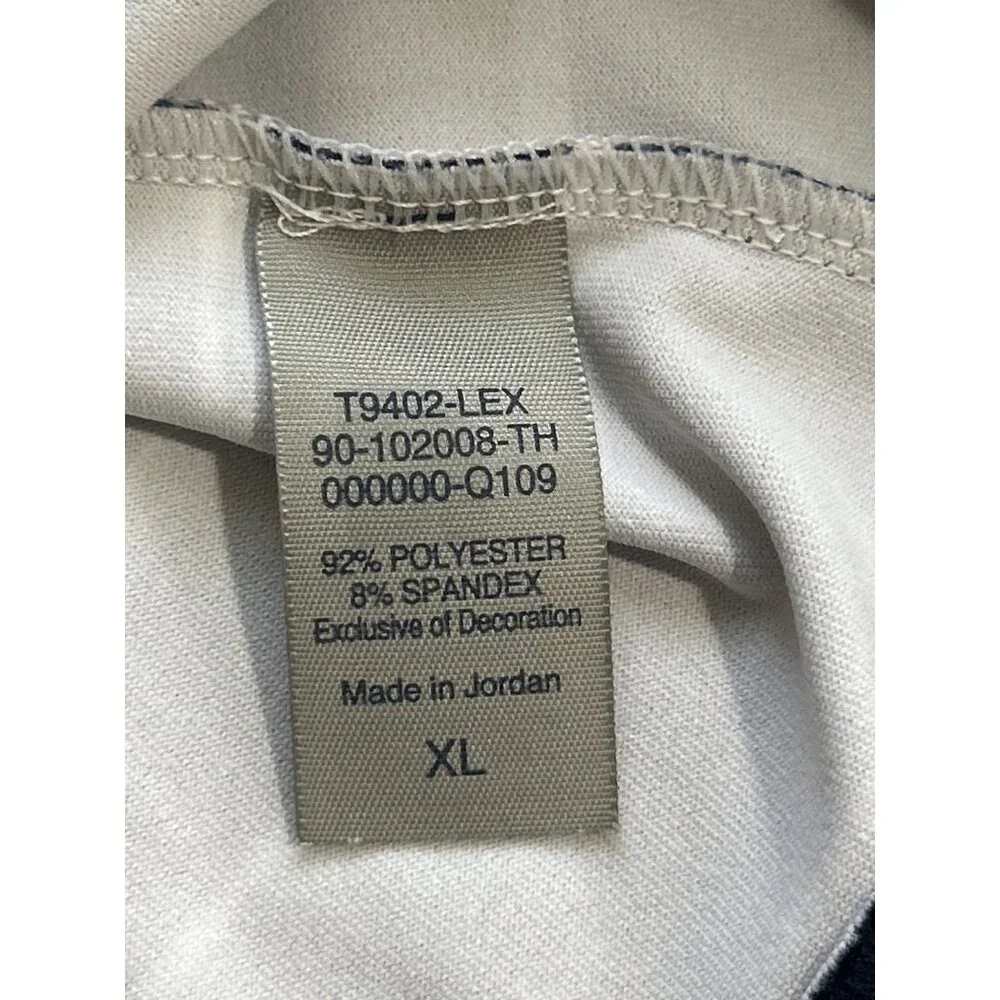 T9402-LEX
90-102008-TH
000000-Q109
92% POLYESTER
8% SPANDEX
Exclusive of Decoration
Made in Jordan
XL